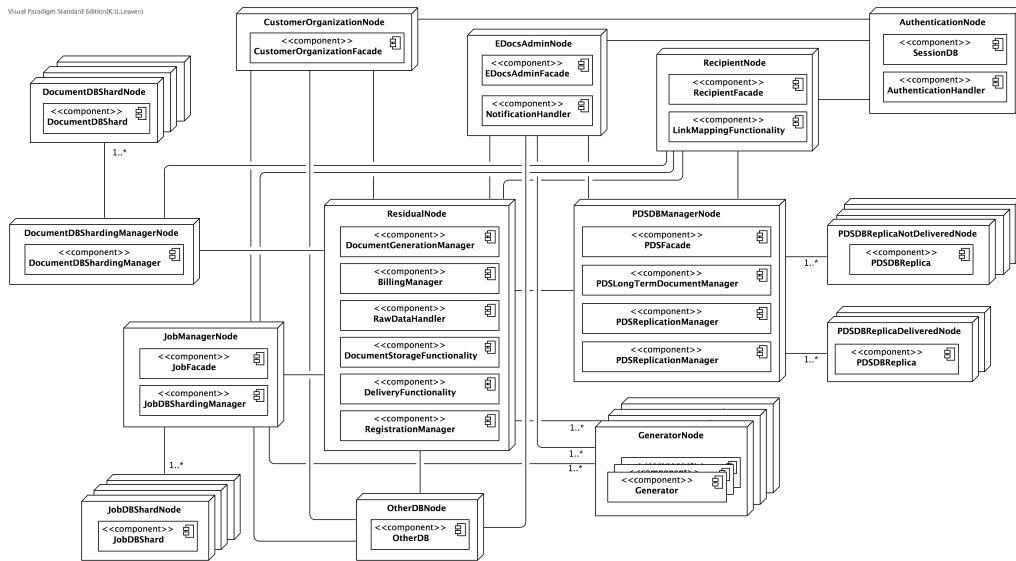 Visual Paradigm Standard Edition(K.U.Leuven)
CustomerOrganizationNode
<<component>>
CustomerOrganizationFacade
EDocsAdminNode
<<component>>
EDocsAdminFacade
<<component>>
NotificationHandler
AuthenticationNode
<<component>>
SessionDB
<<component>>
AuthenticationHandler
RecipientNode
<<component>>
RecipientFacade
<<component>>
LinkMappingFunctionality
DocumentDBShardNode
<<component>>
DocumentDBShard
1..*
DocumentDBShardingManagerNode
<<component>>
DocumentDBShardingManager
ResidualNode
<<component>>
DocumentGenerationManager
<<component>>
BillingManager
<<component>>
RawDataHandler
<<component>>
DocumentStorageFunctionality
<<component>>
DeliveryFunctionality
<<component>>
RegistrationManager
PDSDBManagerNode
<<component>>
PDSFacade
<<component>>
PDSLongTermDocumentManager
<<component>>
PDSReplicationManager
<<component>>
PDSReplicationManager
PDSDBReplicaNotDeliveredNode
<<component>>
PDSDBReplica
1..*
PDSDBReplicaDeliveredNode
<<component>>
PDSDBReplica
1..*
JobManagerNode
<<component>>
JobFacade
<<component>>
JobDBShardingManager
1..*
JobDBShardNode
<<component>>
JobDBShard
OtherDBNode
<<component>>
OtherDB
1..*
1..*
1..*
GeneratorNode
<<component>>
Generator